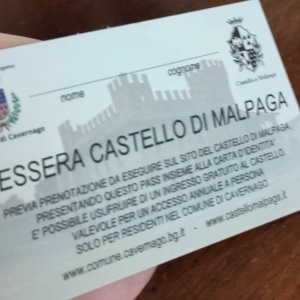 nome
cognome
di Cavernago
Castello di Malpaga
ESSERA CASTELLO DI MALPAGA
PREVIA PRENOTAZIONE DA ESEGUIRE SUL SITO DEL CASTELLO DI MALPAGA,
PRESENTANDO QUESTO PASS INSIEME ALLA CARTA D'IDENTITA'
E' POSSIBILE USUFRUIRE DI UN INGRESSO GRATUITO AL CASTELLO.
VALEVOLE PER UN ACCESSO ANNUALE A PERSONA
SOLO PER RESIDENTI NEL COMUNE DI CAVERNAGO.
www.comune.cavernago.bg.it - www.castellomalpaga.it